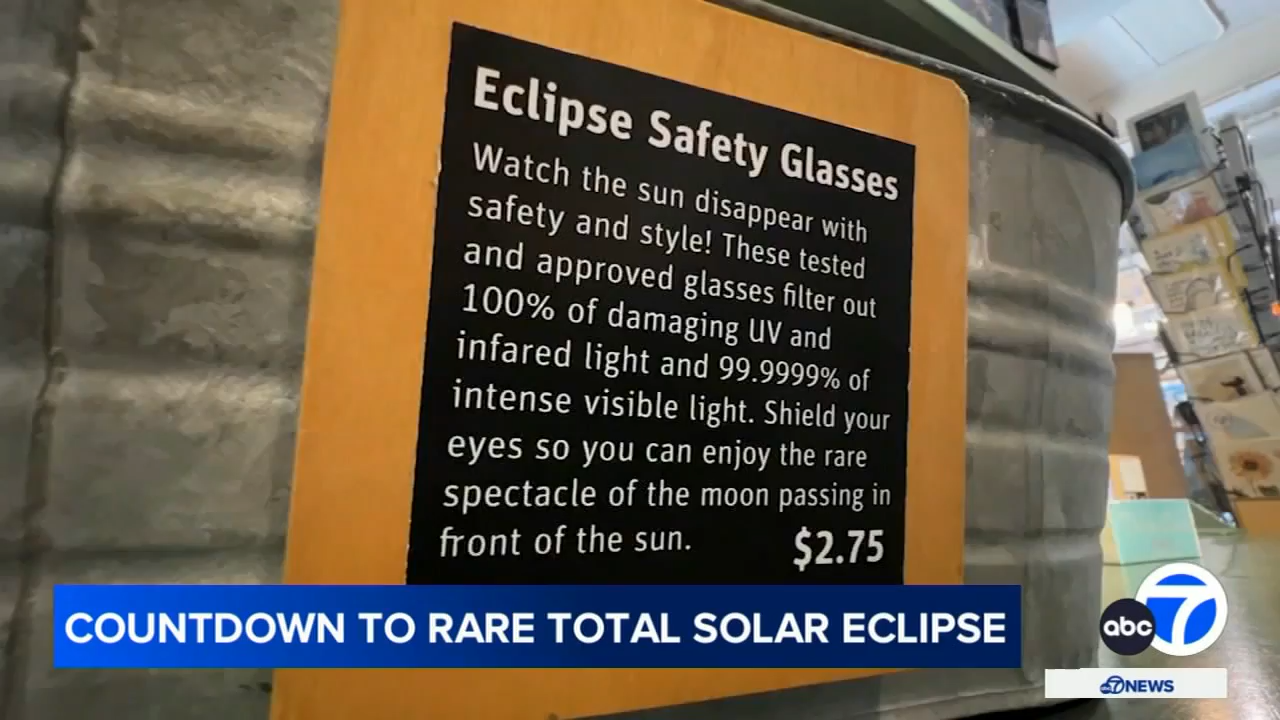 Eclipse Safety Glasses
Watch the sun disappear with
safety and style! These tested
and approved glasses filter out
100% of damaging UV and
infared light and 99.9999% of
intense visible light. Shield your
eyes so you can enjoy the rare
spectacle of the moon passing in
front of the sun.
$2.75
COUNTDOWN TO RARE TOTAL SOLAR ECLIPSE
abc 7
abc 7 NEWS